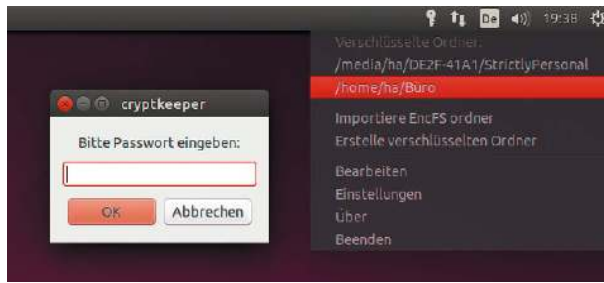 De 19:38
Verschlüsselte Ordner:
/media/ha/DE2F-41A1/StrictlyPersonal
/home/ha/Büro
Importiere EncFS ordner
Erstelle verschlüsselten Ordner
Bearbeiten
Einstellungen
Über
Beenden
cryptkeeper
Bitte Passwort eingeben:
OK Abbrechen